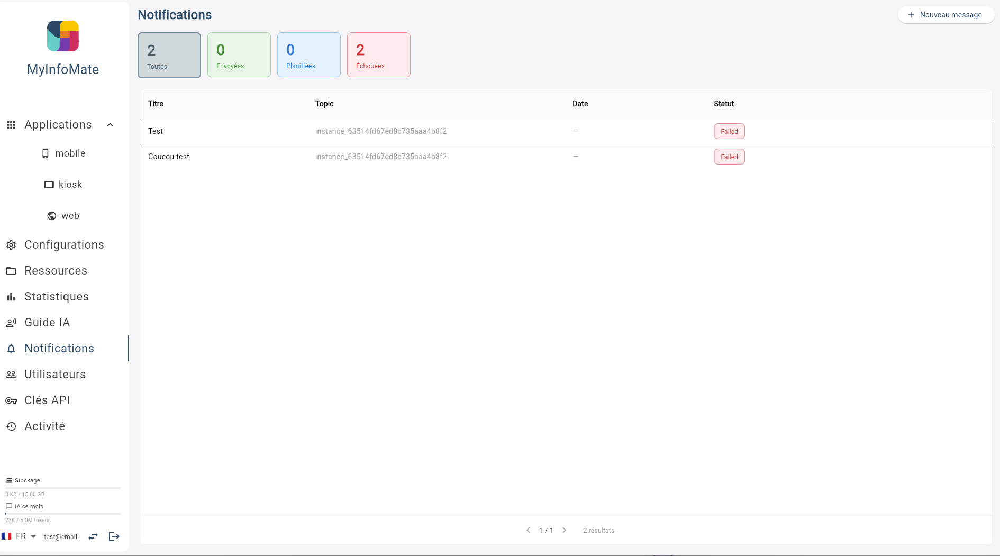 MyInfoMate
Applications
mobile
kiosk
web
Configurations
Ressources
Statistiques
Guide IA
Notifications
Utilisateurs
Clés API
Activité
Stockage
0 KB / 15.00 GB
IA ce mois
23K / 5.0M tokens
FR test@email.
Notifications
Nouveau message
2
Toutes
0
Envoyées
0
Planifiées
2
Échouées
Titre Topic Date Statut
Test instance_63514fd67ed8c735aaa4b8f2 — Failed
Coucou test instance_63514fd67ed8c735aaa4b8f2 — Failed
1 / 1 2 résultats